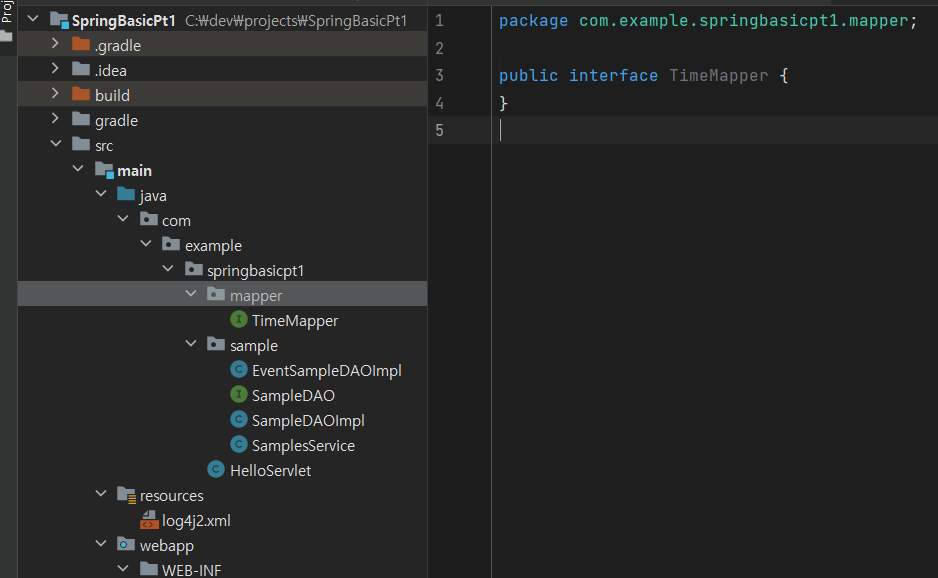 Proj
SpringBasicPt1 C:₩dev₩projects₩SpringBasicPt1
.gradle
.idea
build
gradle
src
main
java
com
example
springbasicpt1
mapper
TimeMapper
sample
EventSampleDAOImpl
SampleDAO
SampleDAOImpl
SamplesService
HelloServlet
resources
log4j2.xml
webapp
WEB-INF
1 package com.example.springbasicpt1.mapper;
2
3 public interface TimeMapper {
4 }
5